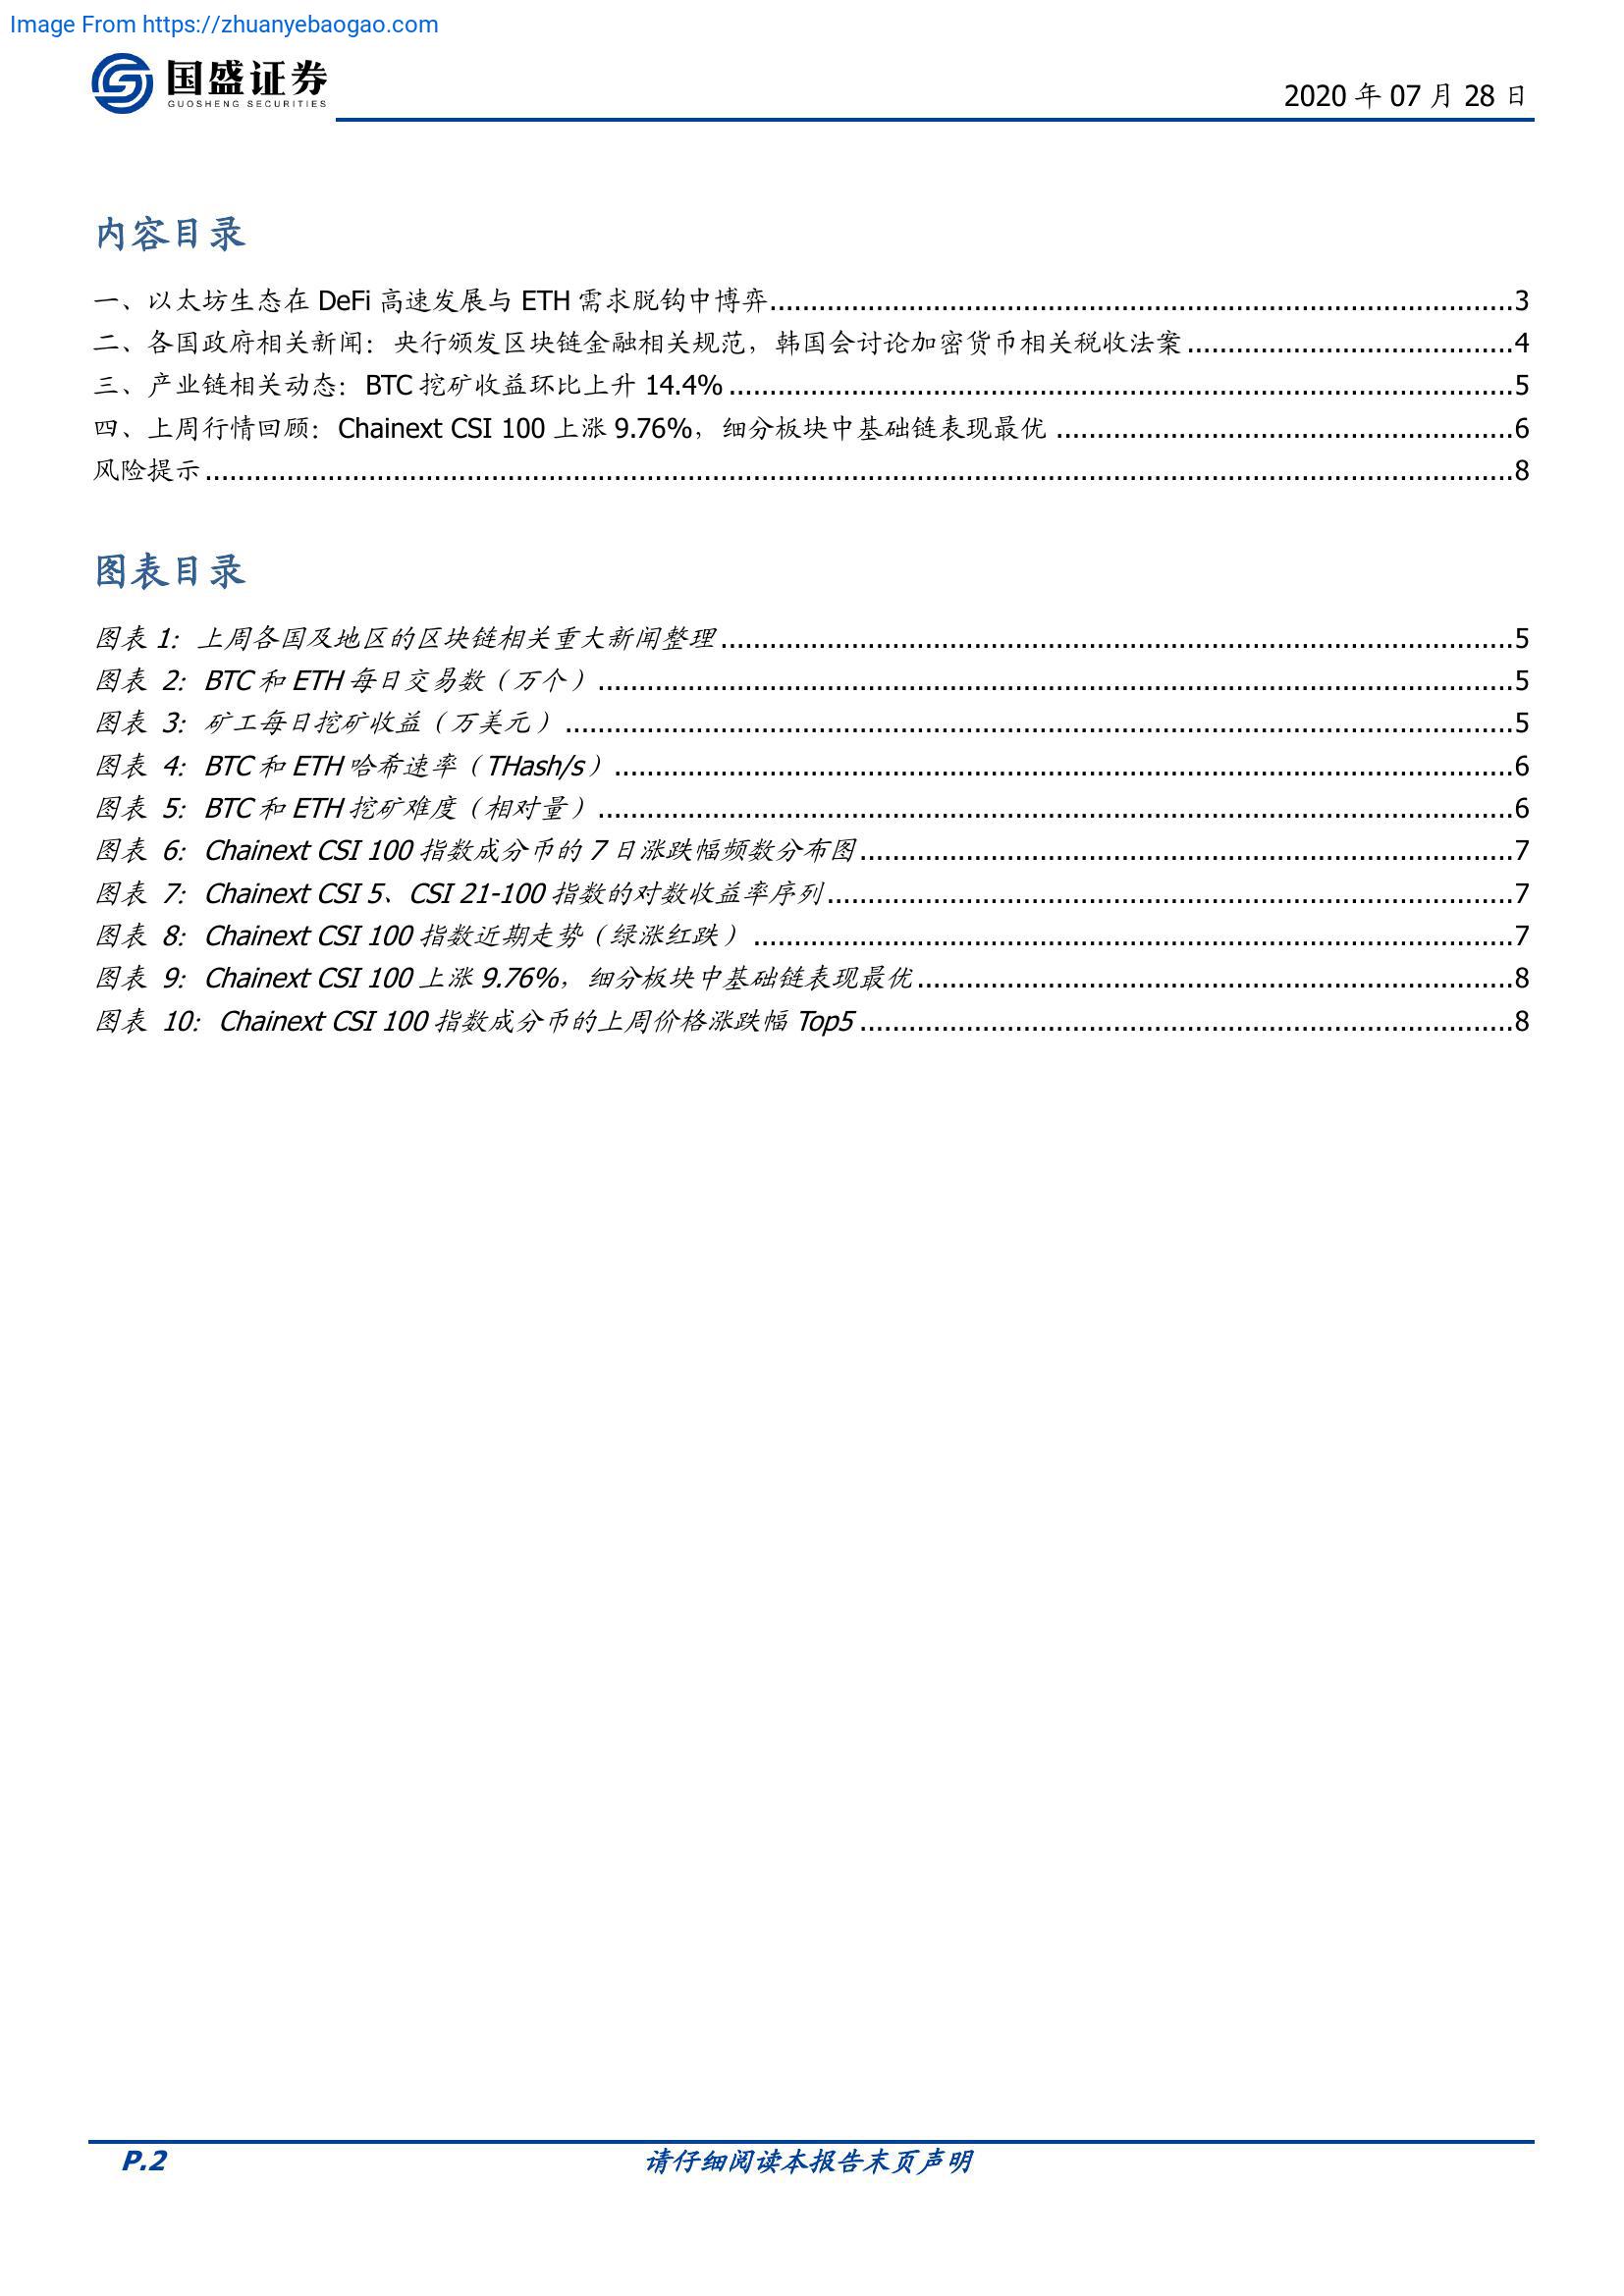 Image From https://zhuanyebaogao.com
国盛证券
GUOSHENG SECURITIES
2020 年 07 月 28 日
内容目录
一、以太坊生态在 DeFi 高速发展与 ETH 需求脱钩中博弈....................3
二、各国政府相关新闻：央行颁发区块链金融相关规范，韩国会讨论加密货币相关税收法案....................4
三、产业链相关动态：BTC 挖矿收益环比上升 14.4%....................5
四、上周行情回顾：Chainext CSI 100 上涨 9.76%，细分板块中基础链表现最优....................6
风险提示....................8
图表目录
图表 1：上周各国及地区的区块链相关重大新闻整理....................5
图表 2：BTC 和 ETH 每日交易数（万个）....................5
图表 3：矿工每日挖矿收益（万美元）....................5
图表 4：BTC 和 ETH 哈希速率（THash/s）....................6
图表 5：BTC 和 ETH 挖矿难度（相对量）....................6
图表 6：Chainext CSI 100 指数成分币的 7 日涨跌幅频数分布图....................7
图表 7：Chainext CSI 5、CSI 21-100 指数的对数收益率序列....................7
图表 8：Chainext CSI 100 指数近期走势（绿涨红跌）....................7
图表 9：Chainext CSI 100 上涨 9.76%，细分板块中基础链表现最优....................8
图表 10：Chainext CSI 100 指数成分币的上周价格涨跌幅 Top5....................8
P.2
请仔细阅读本报告末页声明